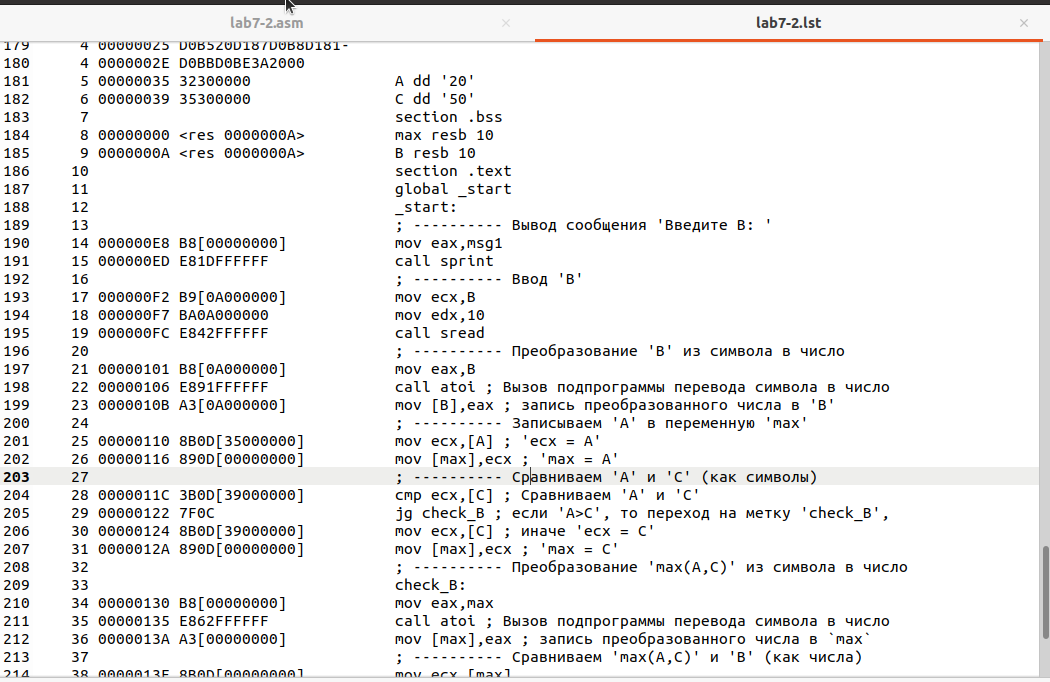 lab7-2.asm × lab7-2.lst ×
179 4 00000025 D0B520D187D0B8D181-
180 4 0000002E D0BBD0BE3A2000
181 5 00000035 32300000 A dd '20'
182 6 00000039 35300000 C dd '50'
183 7 section .bss
184 8 00000000 <res 0000000A> max resb 10
185 9 0000000A <res 0000000A> B resb 10
186 10 section .text
187 11 global _start
188 12 _start:
189 13 ; ---------- Вывод сообщения 'Введите B: '
190 14 000000E8 B8[00000000] mov eax,msg1
191 15 000000ED E81DFFFFFF call sprint
192 16 ; ---------- Ввод 'B'
193 17 000000F2 B9[0A000000] mov ecx,B
194 18 000000F7 BA0A000000 mov edx,10
195 19 000000FC E842FFFFFF call sread
196 20 ; ---------- Преобразование 'B' из символа в число
197 21 00000101 B8[0A000000] mov eax,B
198 22 00000106 E891FFFFFF call atoi ; Вызов подпрограммы перевода символа в число
199 23 0000010B A3[0A000000] mov [B],eax ; запись преобразованного числа в 'B'
200 24 ; ---------- Записываем 'A' в переменную 'max'
201 25 00000110 8B0D[35000000] mov ecx,[A] ; 'ecx = A'
202 26 00000116 890D[00000000] mov [max],ecx ; 'max = A'
203 27 ; ---------- Сравниваем 'A' и 'С' (как символы)
204 28 0000011C 3B0D[39000000] cmp ecx,[C] ; Сравниваем 'A' и 'С'
205 29 00000122 7F0C jg check_B ; если 'A>C', то переход на метку 'check_B',
206 30 00000124 8B0D[39000000] mov ecx,[C] ; иначе 'ecx = C'
207 31 0000012A 890D[00000000] mov [max],ecx ; 'max = C'
208 32 ; ---------- Преобразование 'max(A,C)' из символа в число
209 33 check_B:
210 34 00000130 B8[00000000] mov eax,max
211 35 00000135 E862FFFFFF call atoi ; Вызов подпрограммы перевода символа в число
212 36 0000013A A3[00000000] mov [max],eax ; запись преобразованного числа в `max`
213 37 ; ---------- Сравниваем 'max(A,C)' и 'B' (как числа)
214 38 0000013F 8B0D[00000000] mov ecx,[max]